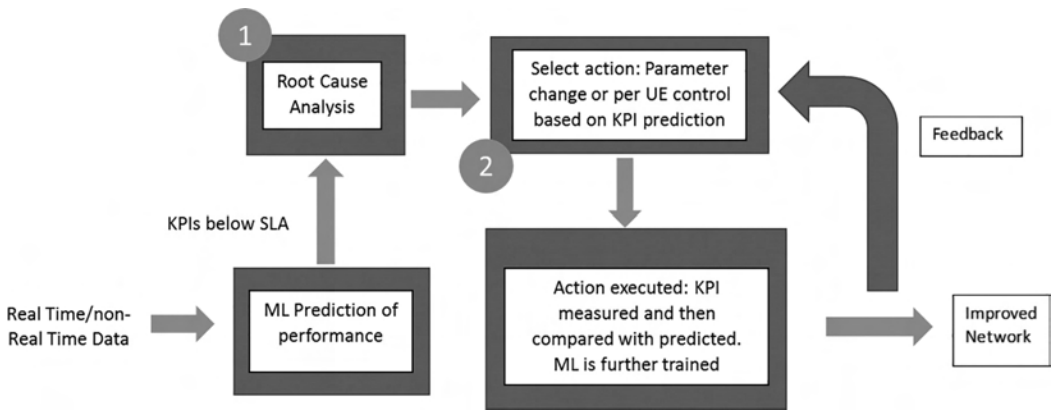 1
Root Cause
Analysis
Select action: Parameter
change or per UE control
based on KPI prediction
2
Feedback
KPIs below SLA
Real Time/non-
Real Time Data
ML Prediction of
performance
Action executed: KPI
measured and then
compared with predicted.
ML is further trained
Improved
Network